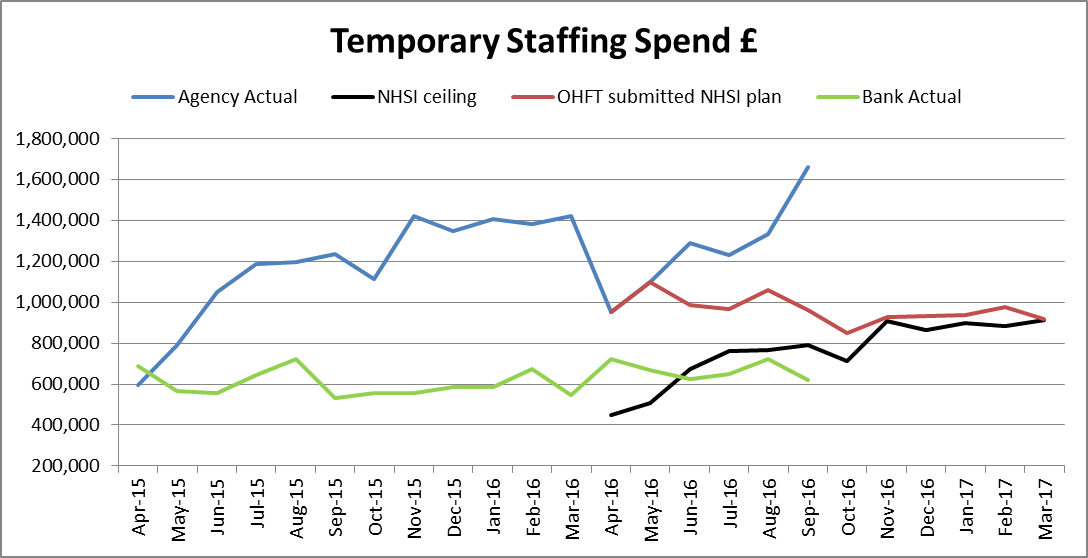 Temporary Staffing Spend £
Agency Actual NHSI ceiling OHFT submitted NHSI plan Bank Actual
1,800,000
1,600,000
1,400,000
1,200,000
1,000,000
800,000
600,000
400,000
200,000
Apr-15
May-15
Jun-15
Jul-15
Aug-15
Sep-15
Oct-15
Nov-15
Dec-15
Jan-16
Feb-16
Mar-16
Apr-16
May-16
Jun-16
Jul-16
Aug-16
Sep-16
Oct-16
Nov-16
Dec-16
Jan-17
Feb-17
Mar-17